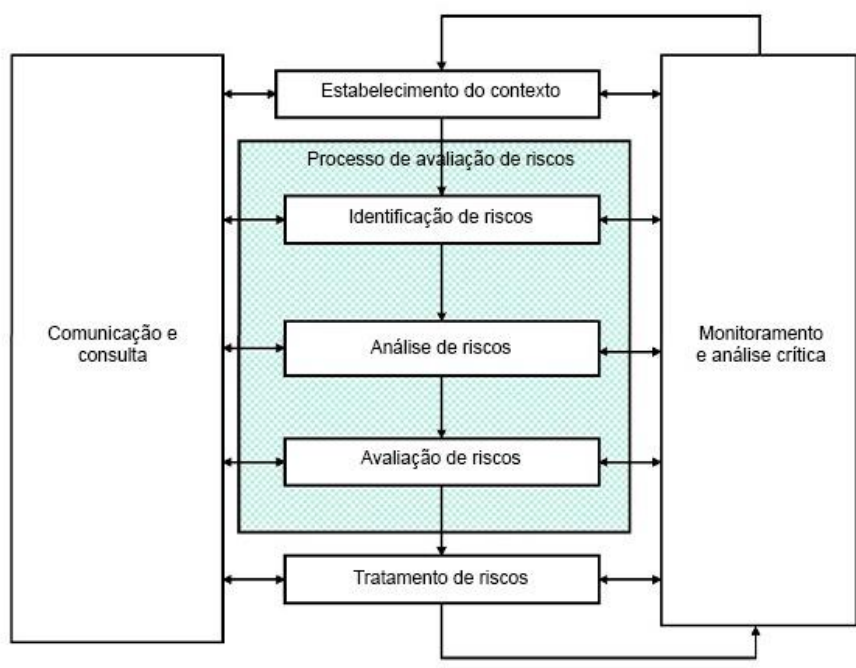 Estabelecimento do contexto
Processo de avaliação de riscos
Identificação de riscos
Comunicação e
consulta
Análise de riscos
Monitoramento
e análise crítica
Avaliação de riscos
Tratamento de riscos